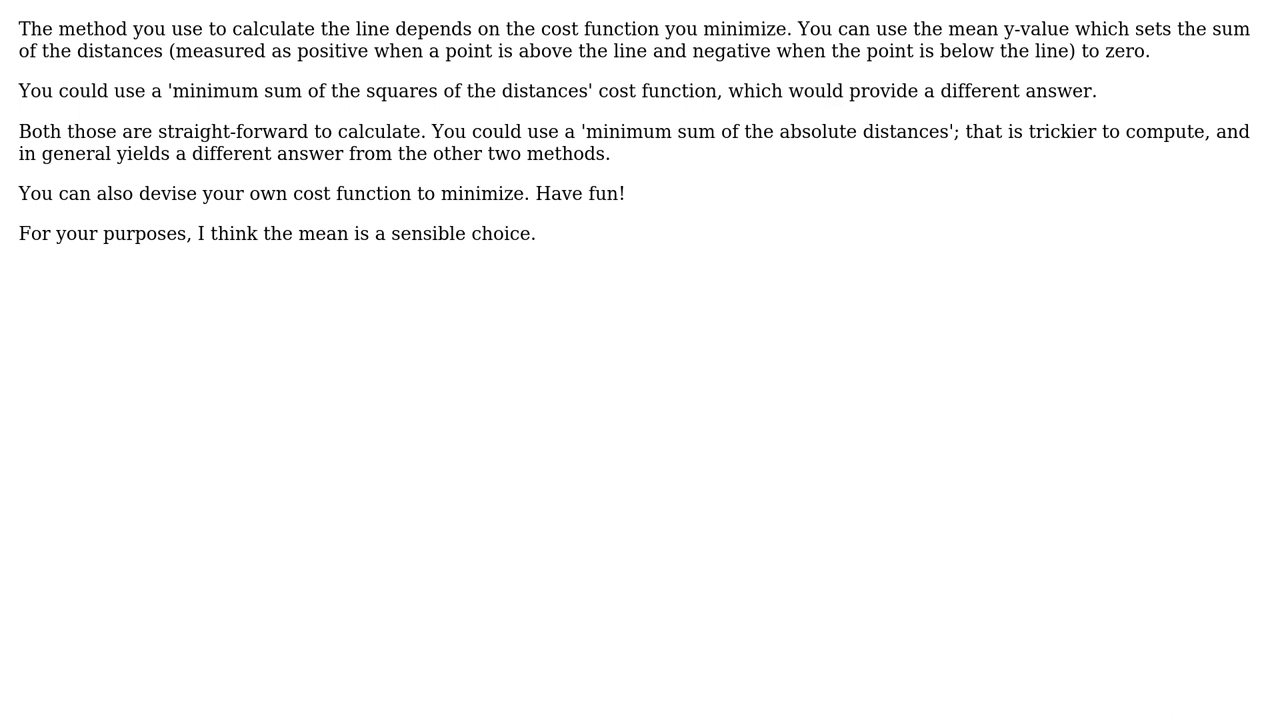 The method you use to calculate the line depends on the cost function you minimize. You can use the mean y-value which sets the sum
of the distances (measured as positive when a point is above the line and negative when the point is below the line) to zero.
You could use a 'minimum sum of the squares of the distances' cost function, which would provide a different answer.
Both those are straight-forward to calculate. You could use a 'minimum sum of the absolute distances'; that is trickier to compute, and
in general yields a different answer from the other two methods.
You can also devise your own cost function to minimize. Have fun!
For your purposes, I think the mean is a sensible choice.